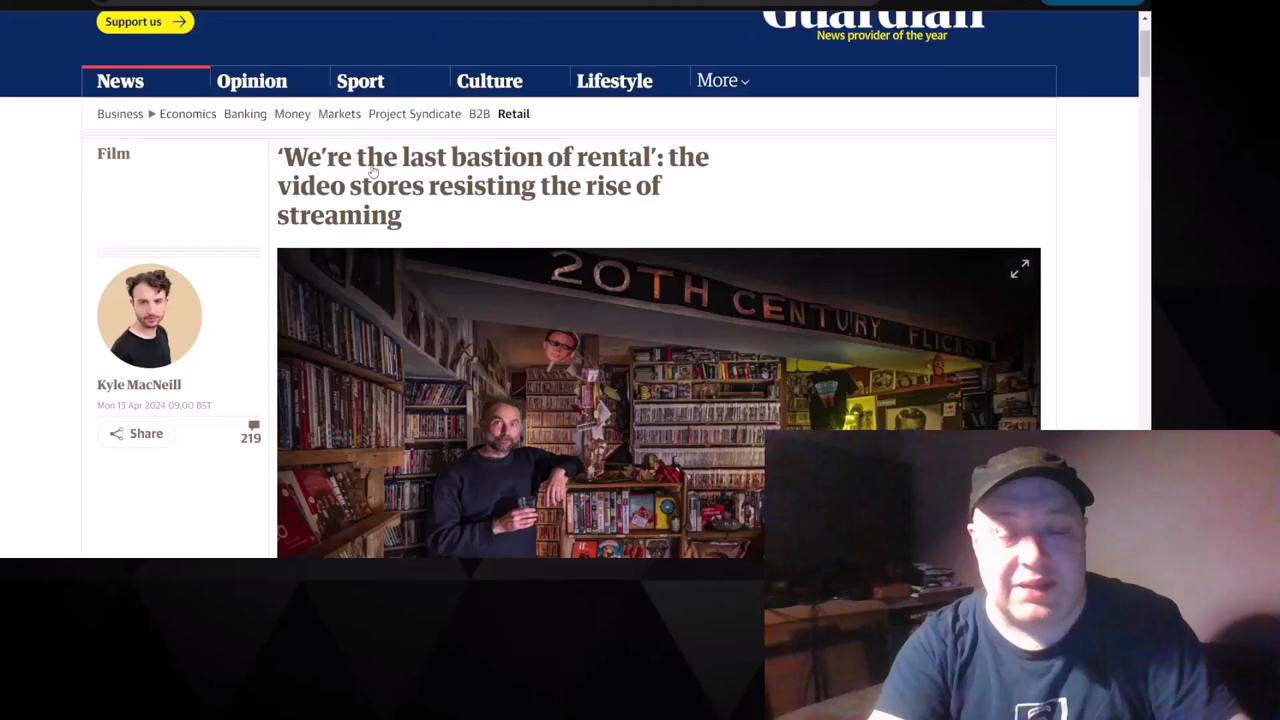 Support us
Guardian
News provider of the year
News Opinion Sport Culture Lifestyle More
Business Economics Banking Money Markets Project Syndicate B2B Retail
Film
‘We’re the last bastion of rental’: the
video stores resisting the rise of
streaming
Kyle MacNeill
Mon 15 Apr 2024 09.00 BST
Share
219
20TH CENTURY FLICKS